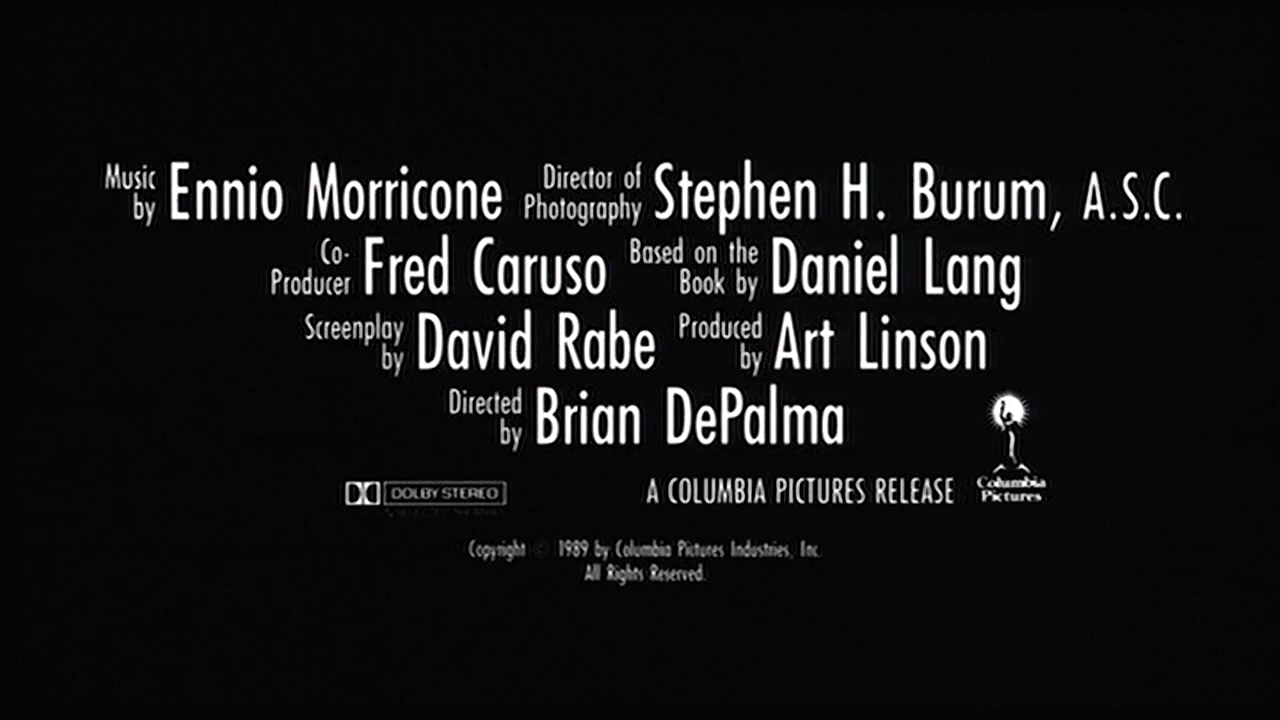 Music by Ennio Morricone Director of Photography Stephen H. Burum, A.S.C.
Co-Producer Fred Caruso Based on the Book by Daniel Lang
Screenplay by David Rabe Produced by Art Linson
Directed by Brian DePalma
DOLBY STEREO A COLUMBIA PICTURES RELEASE Columbia Pictures
Copyright © 1989 by Columbia Pictures Industries, Inc.
All Rights Reserved.